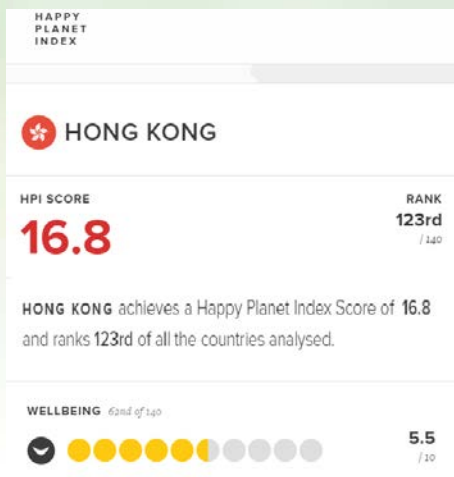 HAPPY
PLANET
INDEX
HONG KONG
HPI SCORE
16.8
RANK
123rd
/ 140
HONG KONG achieves a Happy Planet Index Score of 16.8
and ranks 123rd of all the countries analysed.
WELLBEING 62nd of 140
5.5
/ 10